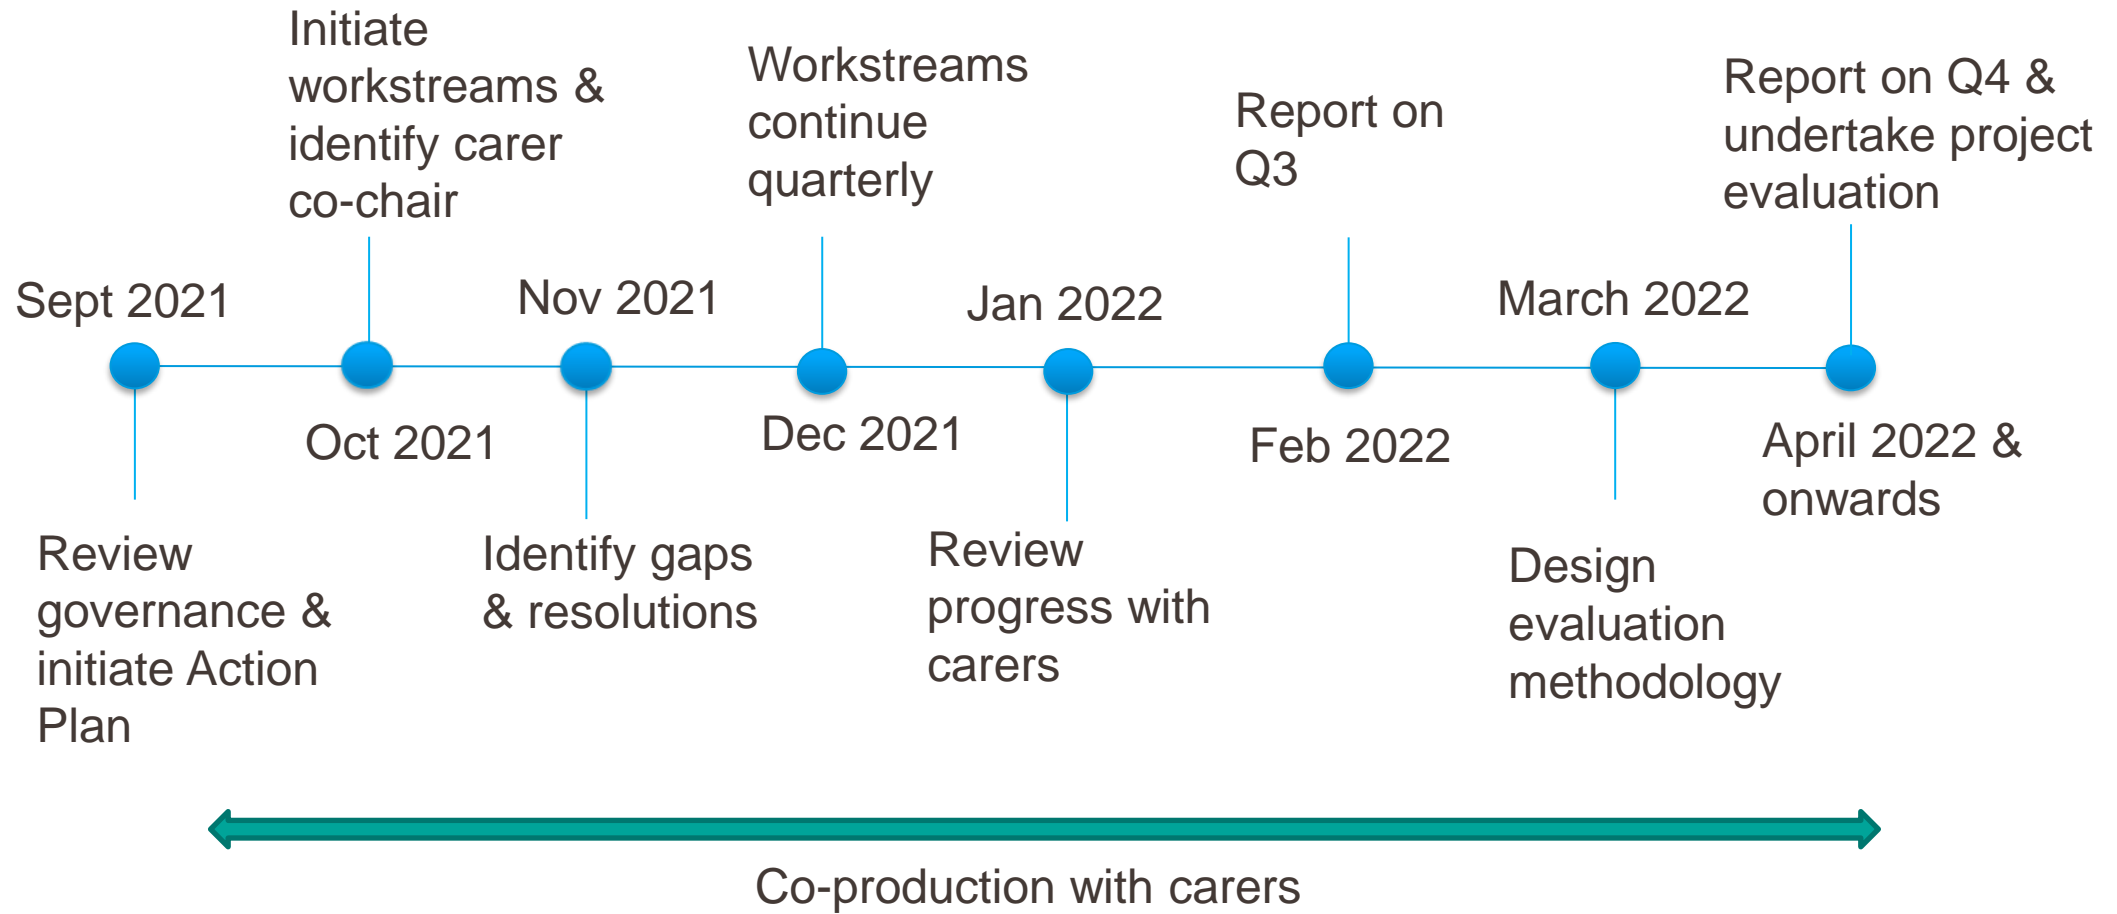 Initiate
workstreams &
identify carer
co-chair
Workstreams
continue
quarterly
Report on
Q3
Report on Q4 &
undertake project
evaluation
Sept 2021
Nov 2021
Jan 2022
March 2022
Oct 2021
Dec 2021
Feb 2022
April 2022 &
onwards
Review
governance &
initiate Action
Plan
Identify gaps
& resolutions
Review
progress with
carers
Design
evaluation
methodology
Co-production with carers